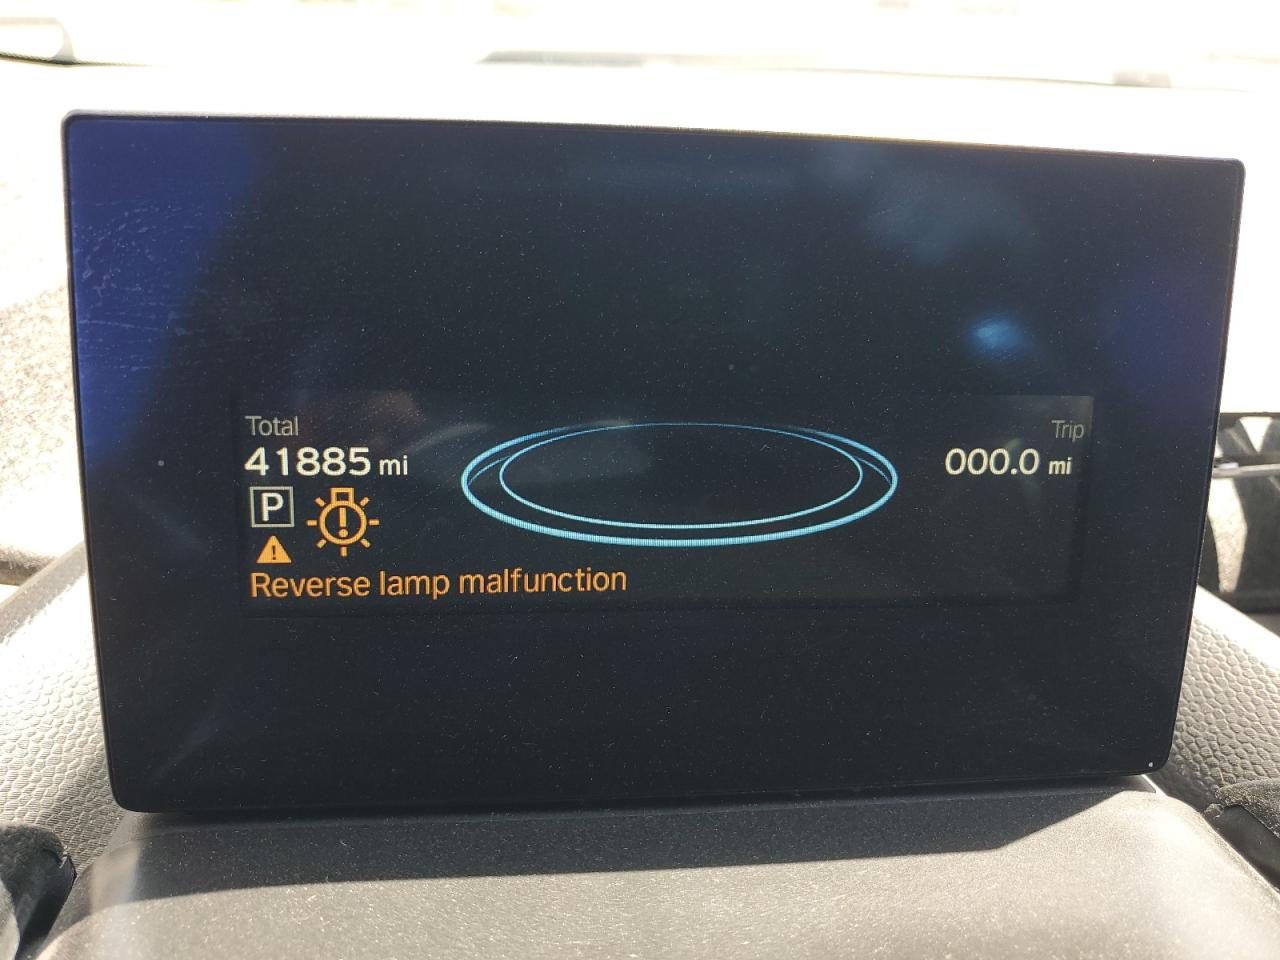 Total
Trip
41885 mi
000.0 mi
P
Reverse lamp malfunction